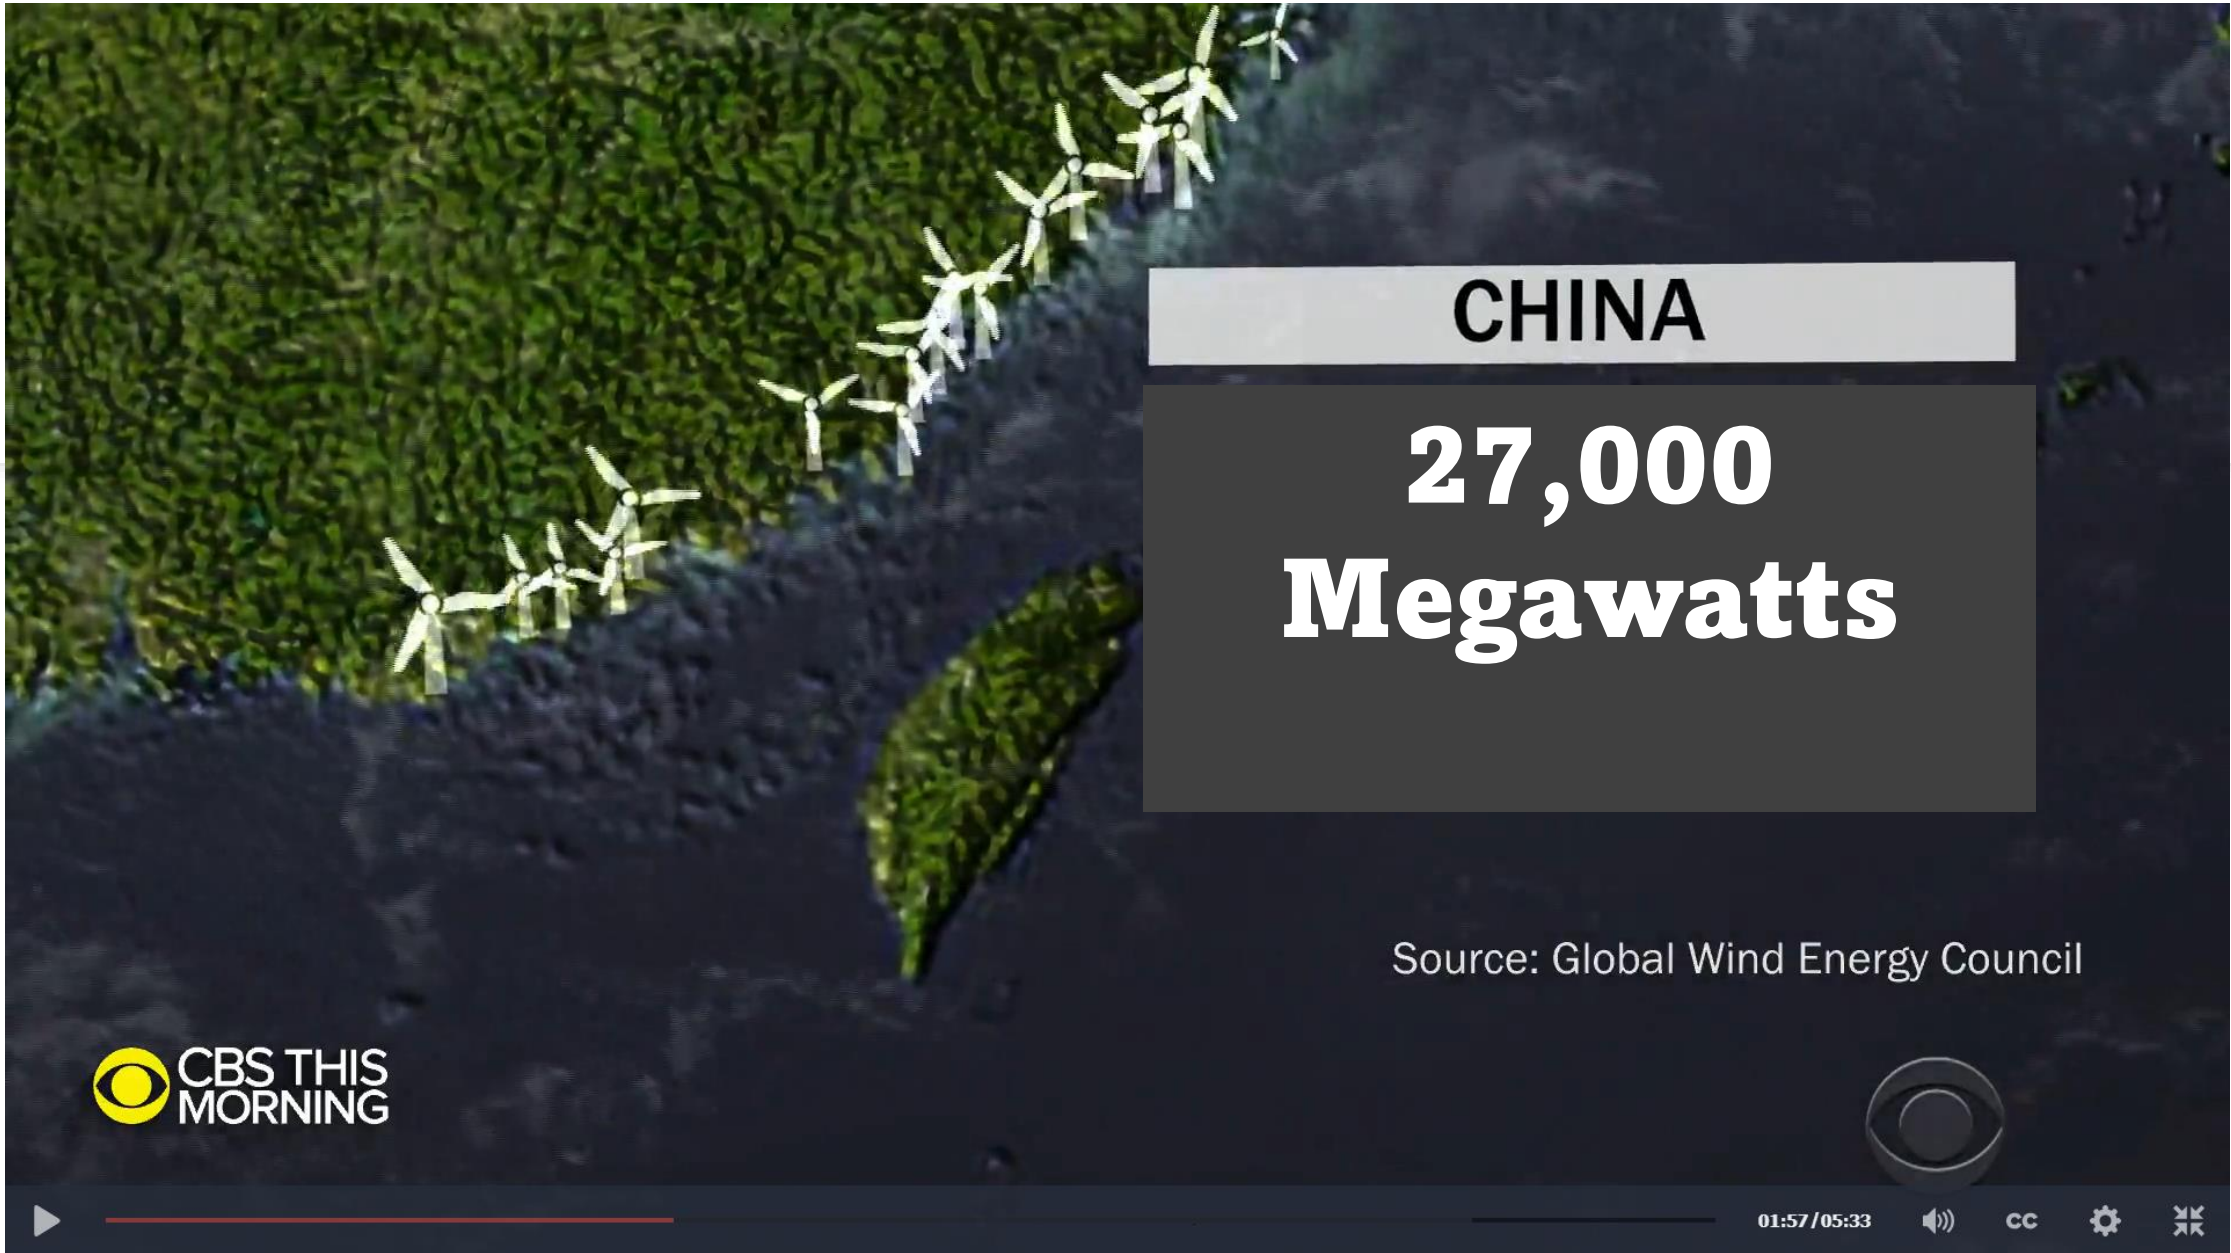 CHINA
27,000
Megawatts
Source: Global Wind Energy Council
CBS THIS
MORNING
01:57/05:33
CC